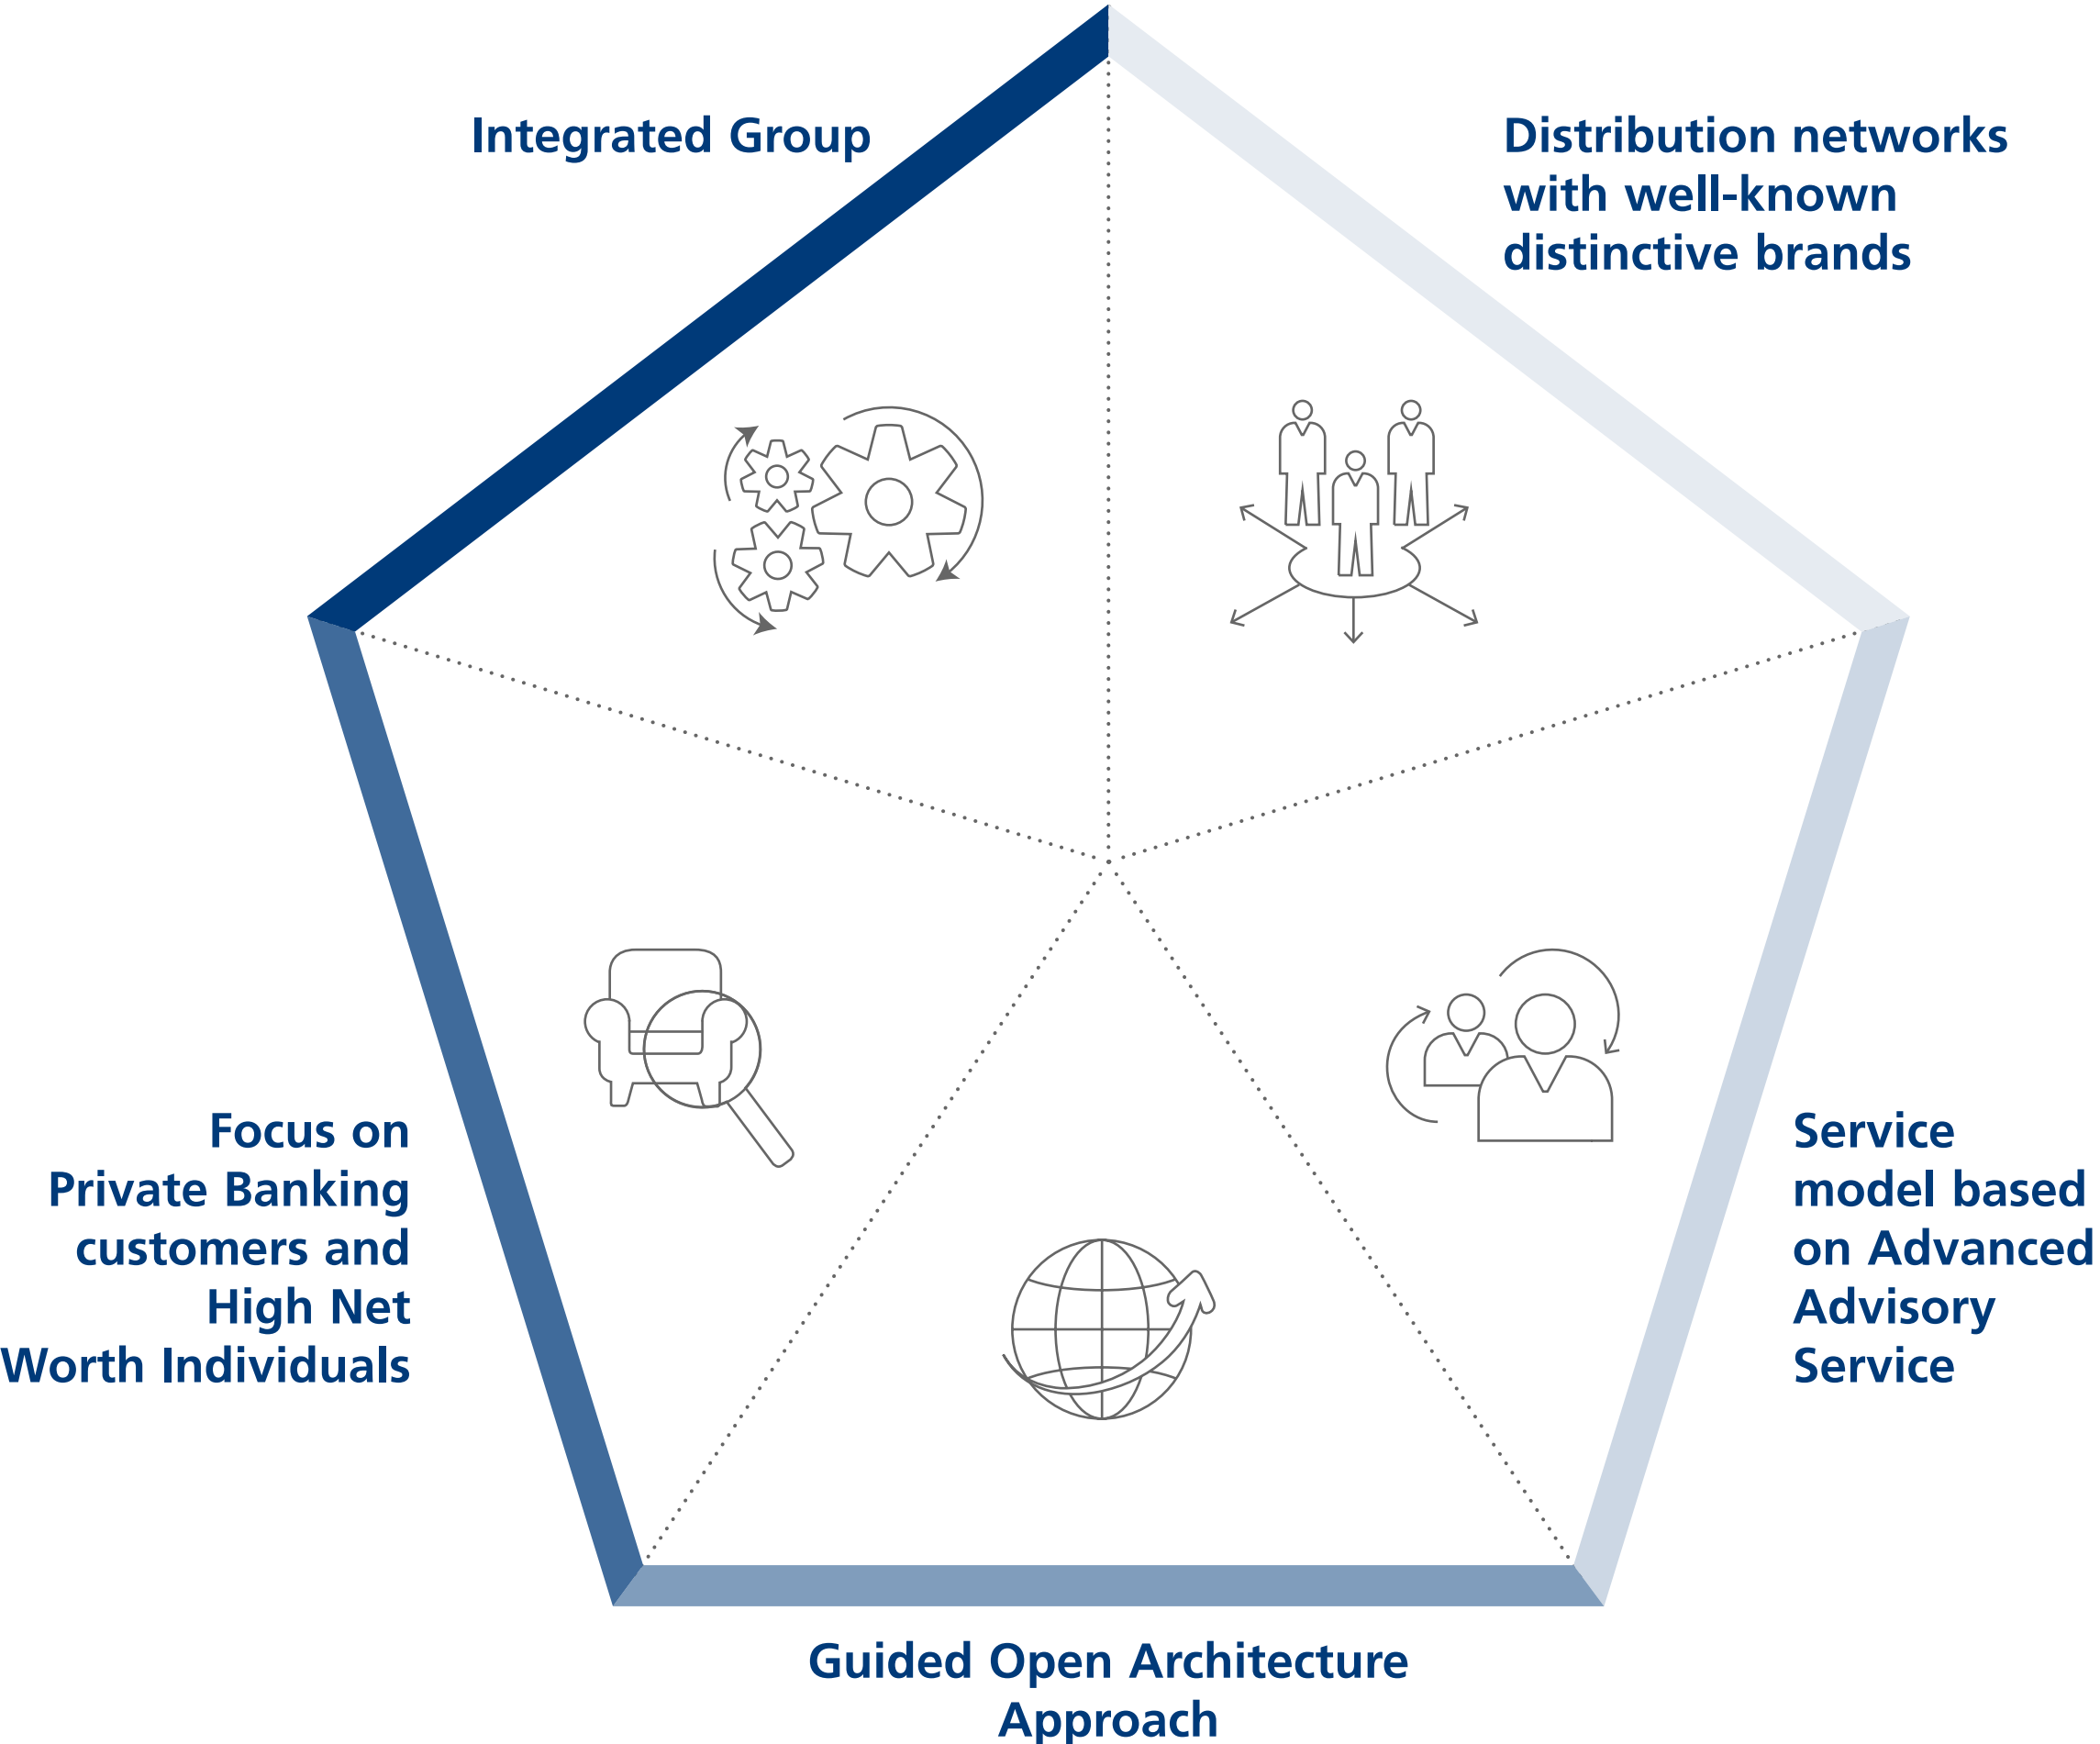 Integrated Group
Distribution networks
with well-known
distinctive brands
Focus on
Private Banking
customers and
High Net
Worth Individuals
Service
model based
on Advanced
Advisory
Service
Guided Open Architecture
Approach